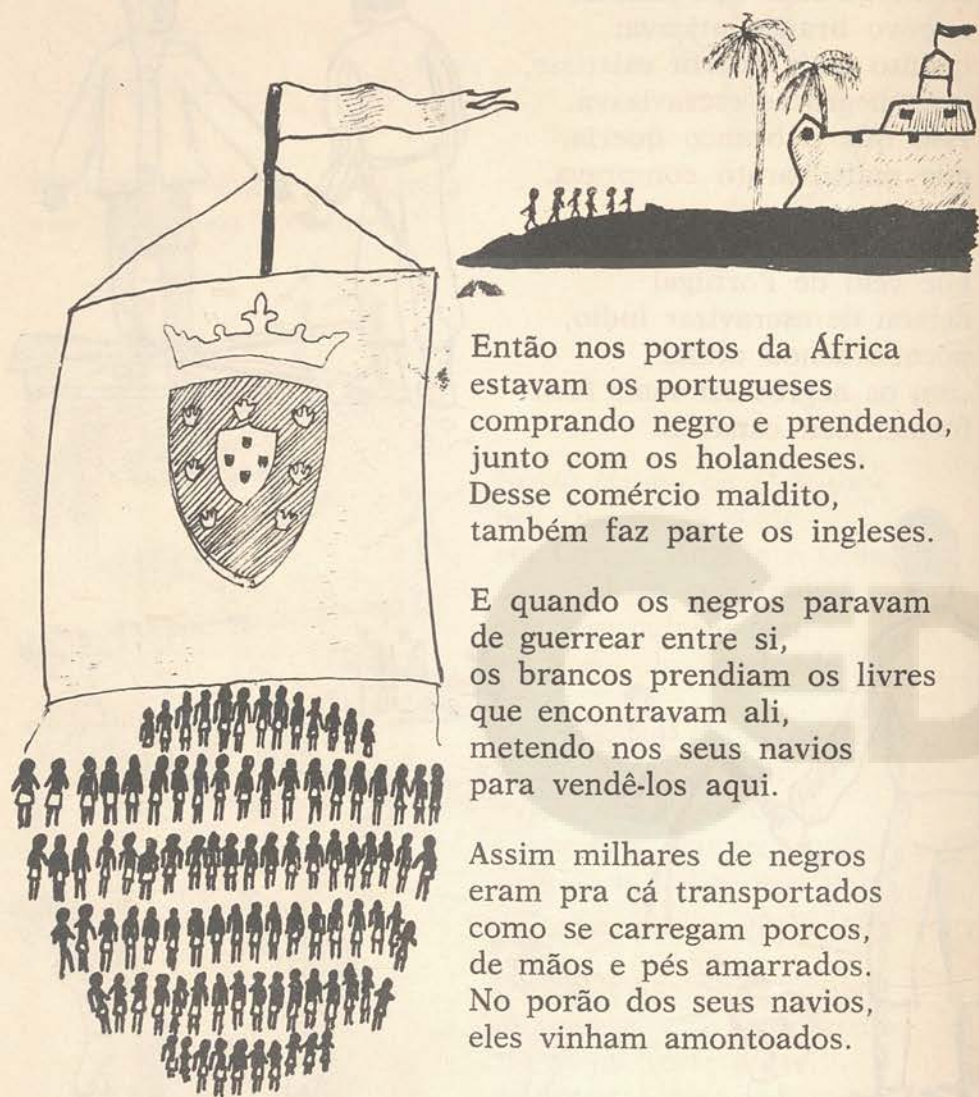 Então nos portos da África
estavam os portugueses
comprando negro e prendendo,
junto com os holandeses.
Desse comércio maldito,
também faz parte os ingleses.
E quando os negros paravam
de guerrear entre si,
os brancos prendiam os livres
que encontravam ali,
metendo nos seus navios
para vendê-los aqui.
Assim milhares de negros
eram pra cá transportados
como se carregam porcos,
de mãos e pés amarrados.
No porão dos seus navios,
eles vinham amontoados.